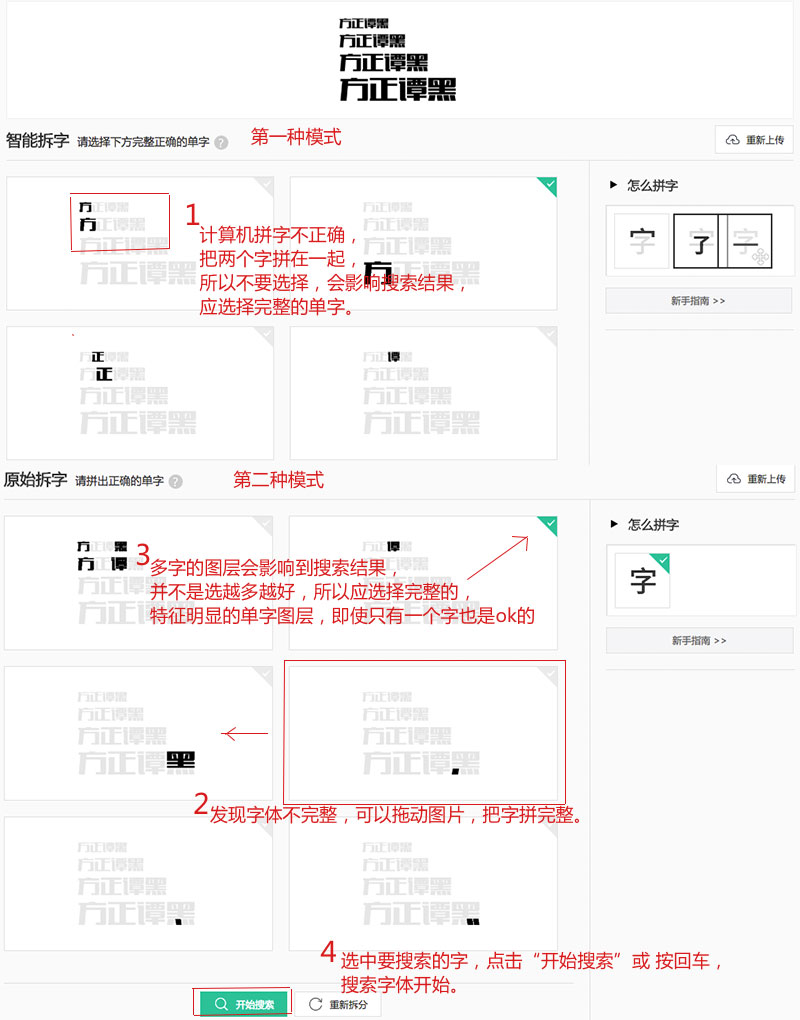 方正谭黑
方正谭黑
方正谭黑
方正谭黑
智能拆字 请选择下方完整正确的单字 ?
第一种模式
重新上传
方正谭黑
方正谭黑
方正谭黑
方正谭黑
方正谭黑
方正谭黑
方正谭黑
方正谭黑
1
计算机拼字不正确，
把两个字拼在一起，
所以不要选择，会影响搜索结果，
应选择完整的单字。
怎么拼字
字 了 字 一
新手指南 >>
方正谭黑
方正谭黑
方正谭黑
方正谭黑
方正谭黑
方正谭黑
方正谭黑
方正谭黑
原始拆字 请拼出正确的单字 ?
第二种模式
重新上传
方正谭黑
方正谭黑
方正谭黑
方正谭黑
方正谭黑
方正谭黑
方正谭黑
方正谭黑
3
多字的图层会影响到搜索结果，
并不是选越多越好，所以应选择完整的，
特征明显的单字图层，即使只有一个字也是ok的
怎么拼字
字
新手指南 >>
方正谭黑
方正谭黑
方正谭黑
方正谭黑
方正谭黑
方正谭黑
方正谭黑
方正谭黑
2
发现字体不完整，可以拖动图片，把字拼完整。
方正谭黑
方正谭黑
方正谭黑
方正谭黑
方正谭黑
方正谭黑
方正谭黑
方正谭黑
4
选中要搜索的字，点击“开始搜索”或 按回车，
搜索字体开始。
开始搜索
重新拆分